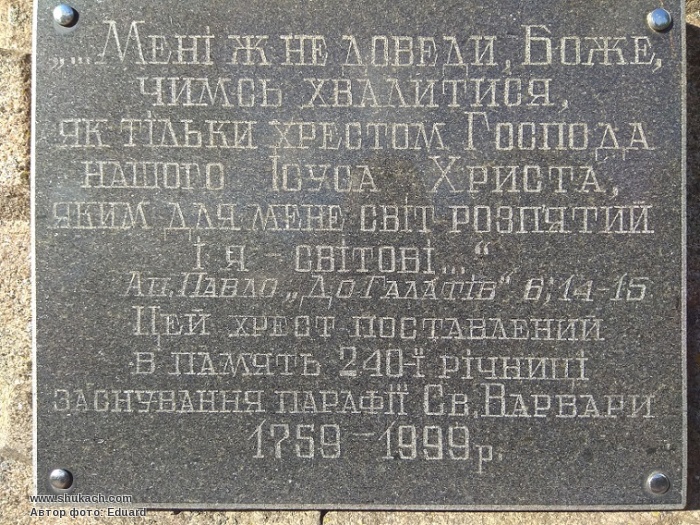 „...Мені ж не доведи, Боже,
чимсь хвалитися,
як тільки хрестом Господа
нашого Ісуса Христа,
яким для мене світ розп'ятий
і я - світові..."
Ап. Павло „До Галатів" 6; 14-15
Цей хрест поставлений
в память 240-ї річниці
заснування парафії Св. Варвари
1759 - 1999р.
www.shukach.com
Автор фото: Eduard